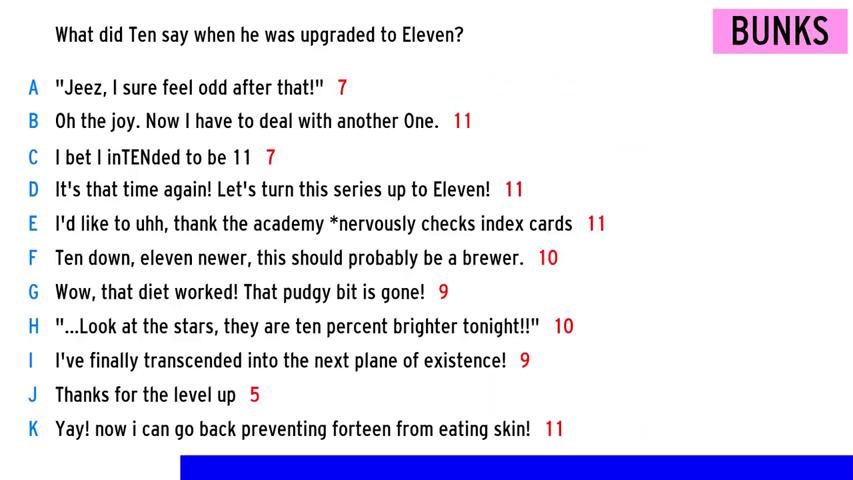 What did Ten say when he was upgraded to Eleven?
BUNKS
A "Jeez, I sure feel odd after that!" 7
B Oh the joy. Now I have to deal with another One. 11
C I bet I inTENded to be 11 7
D It's that time again! Let's turn this series up to Eleven! 11
E I'd like to uhh, thank the academy *nervously checks index cards 11
F Ten down, eleven newer, this should probably be a brewer. 10
G Wow, that diet worked! That pudgy bit is gone! 9
H "...Look at the stars, they are ten percent brighter tonight!!" 10
I I've finally transcended into the next plane of existence! 9
J Thanks for the level up 5
K Yay! now i can go back preventing forteen from eating skin! 11